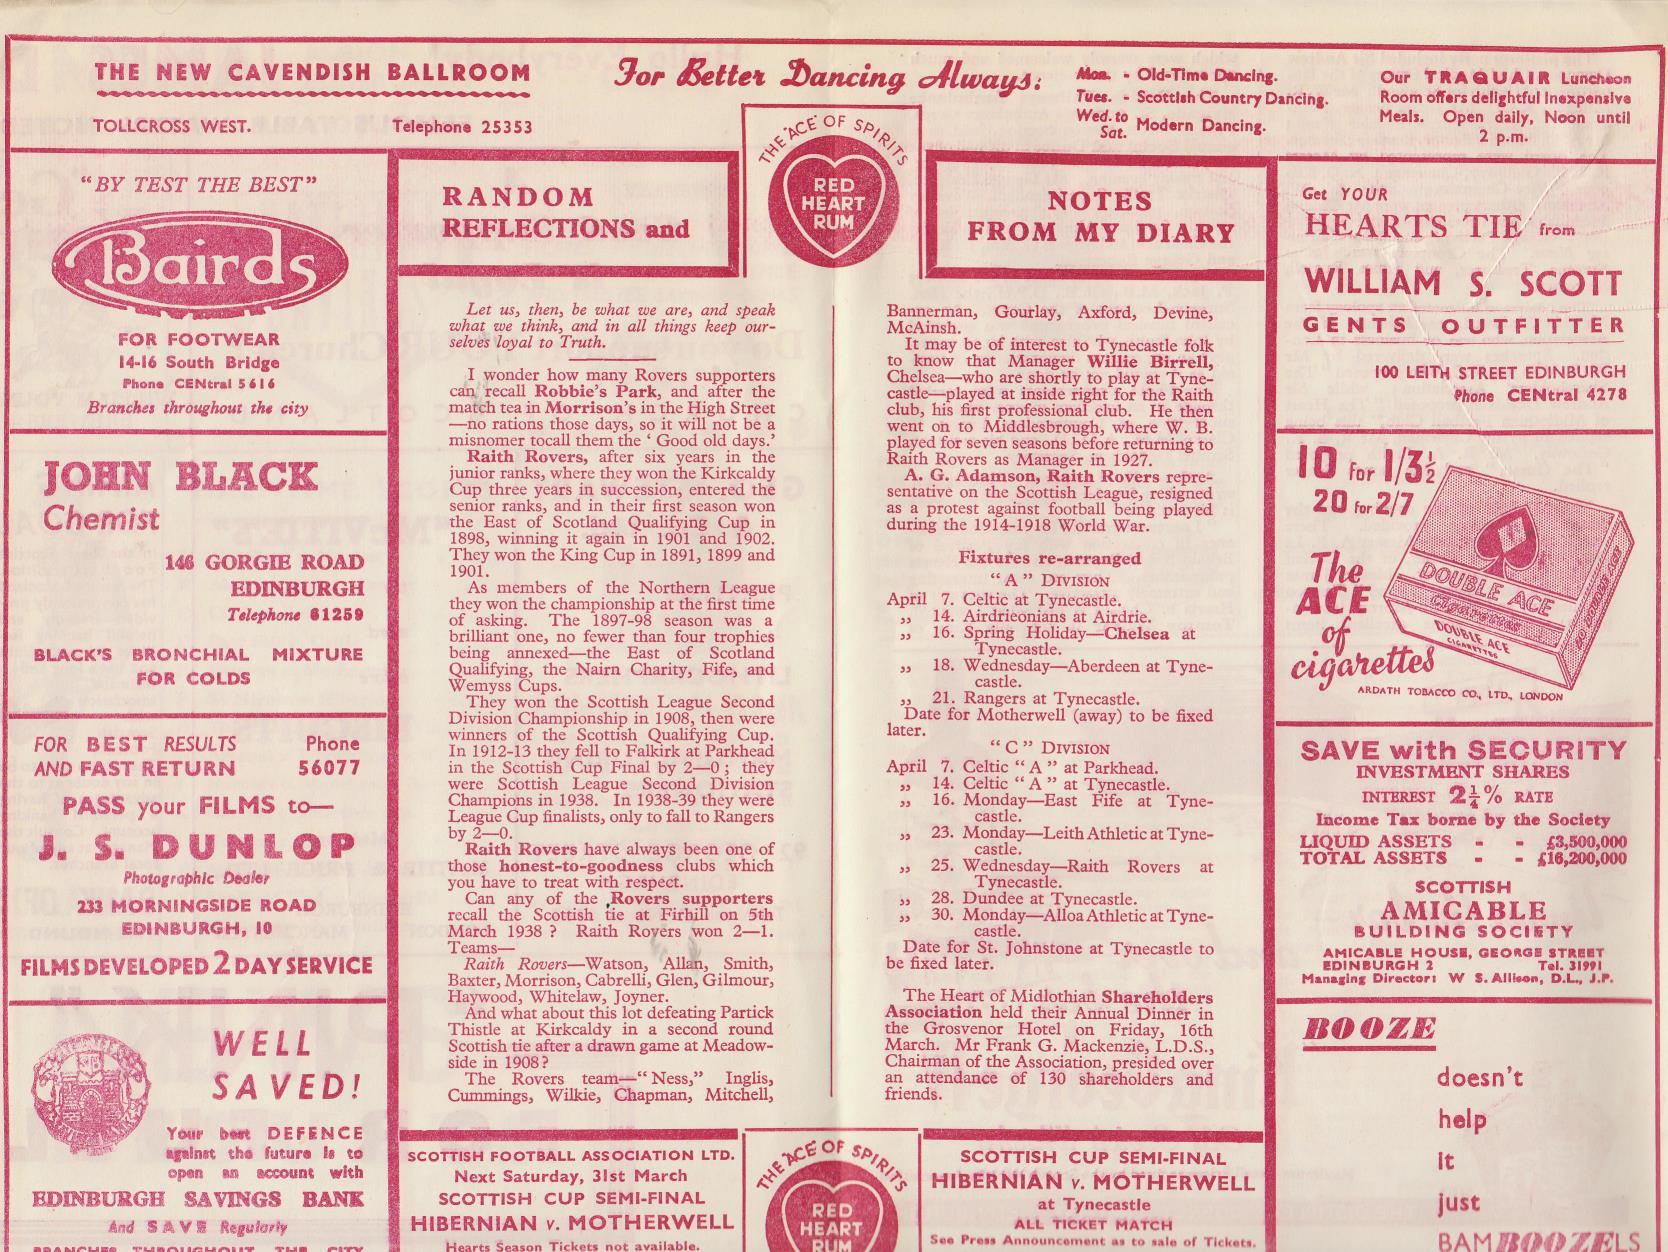 THE NEW CAVENDISH BALLROOM
TOLLCROSS WEST. Telephone 25353
For Better Dancing Always:
Mon. - Old-Time Dancing.
Tues. - Scottish Country Dancing.
Wed. to Sat. Modern Dancing.
Our TRAQUAIR Luncheon
Room offers delightful Inexpensive
Meals. Open daily, Noon until
2 p.m.
"BY TEST THE BEST"
Bairds
FOR FOOTWEAR
14-16 South Bridge
Phone CENtral 5616
Branches throughout the city
JOHN BLACK
Chemist
146 GORGIE ROAD
EDINBURGH
Telephone 61259
BLACK'S BRONCHIAL MIXTURE
FOR COLDS
FOR BEST RESULTS Phone
AND FAST RETURN 56077
PASS your FILMS to—
J. S. DUNLOP
Photographic Dealer
233 MORNINGSIDE ROAD
EDINBURGH, 10
FILMS DEVELOPED 2 DAY SERVICE
WELL
SAVED!
Your best DEFENCE
against the future is to
open an account with
EDINBURGH SAVINGS BANK
And SAVE Regularly
BRANCHES THROUGHOUT THE CITY
RANDOM
REFLECTIONS and
THE ACE OF SPIRITS
RED
HEART
RUM
NOTES
FROM MY DIARY
Let us, then, be what we are, and speak
what we think, and in all things keep our-
selves loyal to Truth.
I wonder how many Rovers supporters
can recall Robbie's Park, and after the
match tea in Morrison's in the High Street
—no rations those days, so it will not be a
misnomer tocall them the ' Good old days.'
Raith Rovers, after six years in the
junior ranks, where they won the Kirkcaldy
Cup three years in succession, entered the
senior ranks, and in their first season won
the East of Scotland Qualifying Cup in
1898, winning it again in 1901 and 1902.
They won the King Cup in 1891, 1899 and
1901.
As members of the Northern League
they won the championship at the first time
of asking. The 1897-98 season was a
brilliant one, no fewer than four trophies
being annexed—the East of Scotland
Qualifying, the Nairn Charity, Fife, and
Wemyss Cups.
They won the Scottish League Second
Division Championship in 1908, then were
winners of the Scottish Qualifying Cup.
In 1912-13 they fell to Falkirk at Parkhead
in the Scottish Cup Final by 2—0; they
were Scottish League Second Division
Champions in 1938. In 1938-39 they were
League Cup finalists, only to fall to Rangers
by 2—0.
Raith Rovers have always been one of
those honest-to-goodness clubs which
you have to treat with respect.
Can any of the Rovers supporters
recall the Scottish tie at Firhill on 5th
March 1938 ? Raith Rovers won 2—1.
Teams—
Raith Rovers—Watson, Allan, Smith,
Baxter, Morrison, Cabrelli, Glen, Gilmour,
Haywood, Whitelaw, Joyner.
And what about this lot defeating Partick
Thistle at Kirkcaldy in a second round
Scottish tie after a drawn game at Meadow-
side in 1908?
The Rovers team—"Ness," Inglis,
Cummings, Wilkie, Chapman, Mitchell,
Bannerman, Gourlay, Axford, Devine,
McAinsh.
It may be of interest to Tynecastle folk
to know that Manager Willie Birrell,
Chelsea—who are shortly to play at Tyne-
castle—played at inside right for the Raith
club, his first professional club. He then
went on to Middlesbrough, where W. B.
played for seven seasons before returning to
Raith Rovers as Manager in 1927.
A. G. Adamson, Raith Rovers repre-
sentative on the Scottish League, resigned
as a protest against football being played
during the 1914-1918 World War.
Fixtures re-arranged
"A" DIVISION
April 7. Celtic at Tynecastle.
„ 14. Airdrieonians at Airdrie.
„ 16. Spring Holiday—Chelsea at
Tynecastle.
„ 18. Wednesday—Aberdeen at Tyne-
castle.
„ 21. Rangers at Tynecastle.
Date for Motherwell (away) to be fixed
later.
"C" DIVISION
April 7. Celtic "A" at Parkhead.
„ 14. Celtic "A" at Tynecastle.
„ 16. Monday—East Fife at Tyne-
castle.
„ 23. Monday—Leith Athletic at Tyne-
castle.
„ 25. Wednesday—Raith Rovers at
Tynecastle.
„ 28. Dundee at Tynecastle.
„ 30. Monday—Alloa Athletic at Tyne-
castle.
Date for St. Johnstone at Tynecastle to
be fixed later.
The Heart of Midlothian Shareholders
Association held their Annual Dinner in
the Grosvenor Hotel on Friday, 16th
March. Mr Frank G. Mackenzie, L.D.S.,
Chairman of the Association, presided over
an attendance of 130 shareholders and
friends.
SCOTTISH FOOTBALL ASSOCIATION LTD.
Next Saturday, 31st March
SCOTTISH CUP SEMI-FINAL
HIBERNIAN v. MOTHERWELL
Hearts Season Tickets not available.
THE ACE OF SPIRITS
RED
HEART
RUM
SCOTTISH CUP SEMI-FINAL
HIBERNIAN v. MOTHERWELL
at Tynecastle
ALL TICKET MATCH
See Press Announcement as to sale of Tickets.
Get YOUR
HEARTS TIE from
WILLIAM S. SCOTT
GENTS OUTFITTER
100 LEITH STREET EDINBURGH
Phone CENtral 4278
10 for 1/3½
20 for 2/7
The
ACE
of
cigarettes
DOUBLE ACE
Cigarettes
DOUBLE ACE
CIGARETTES
ARDATH TOBACCO CO., LTD., LONDON
SAVE with SECURITY
INVESTMENT SHARES
INTEREST 2¼% RATE
Income Tax borne by the Society
LIQUID ASSETS - - £3,500,000
TOTAL ASSETS - - £16,200,000
SCOTTISH
AMICABLE
BUILDING SOCIETY
AMICABLE HOUSE, GEORGE STREET
EDINBURGH 2 Tel. 31991
Managing Director: W S. Allison, D.L., J.P.
BOOZE
doesn't
help
it
just
BAMBOOZELS